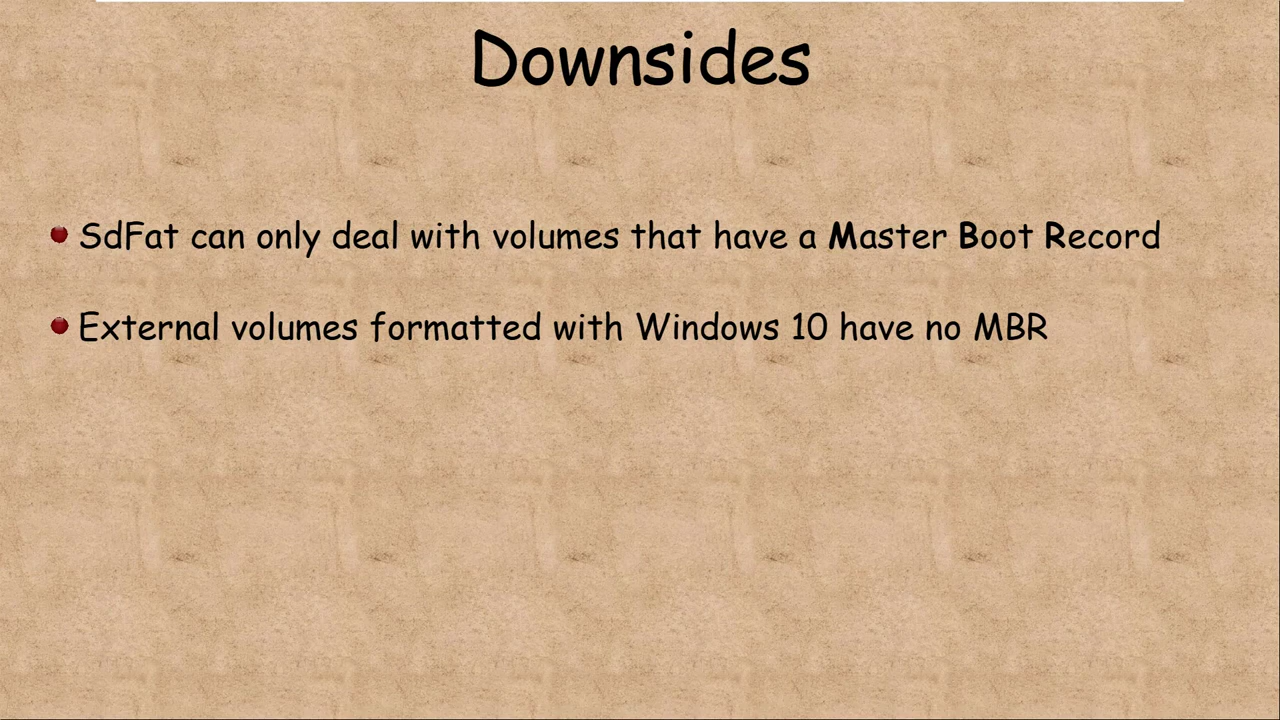 Downsides
SdFat can only deal with volumes that have a Master Boot Record
External volumes formatted with Windows 10 have no MBR